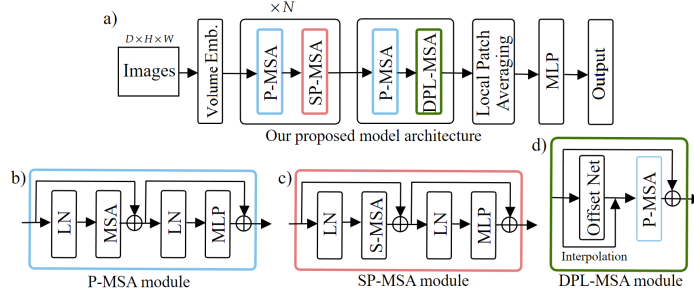 a)
× N
D × H × W
Images
Volume Emb.
P-MSA
SP-MSA
P-MSA
DPL-MSA
Local Patch
Averaging
MLP
Output
Our proposed model architecture
b)
LN
MSA
LN
MLP
P-MSA module
c)
LN
S-MSA
LN
MLP
SP-MSA module
d)
Offset Net
P-MSA
Interpolation
DPL-MSA module